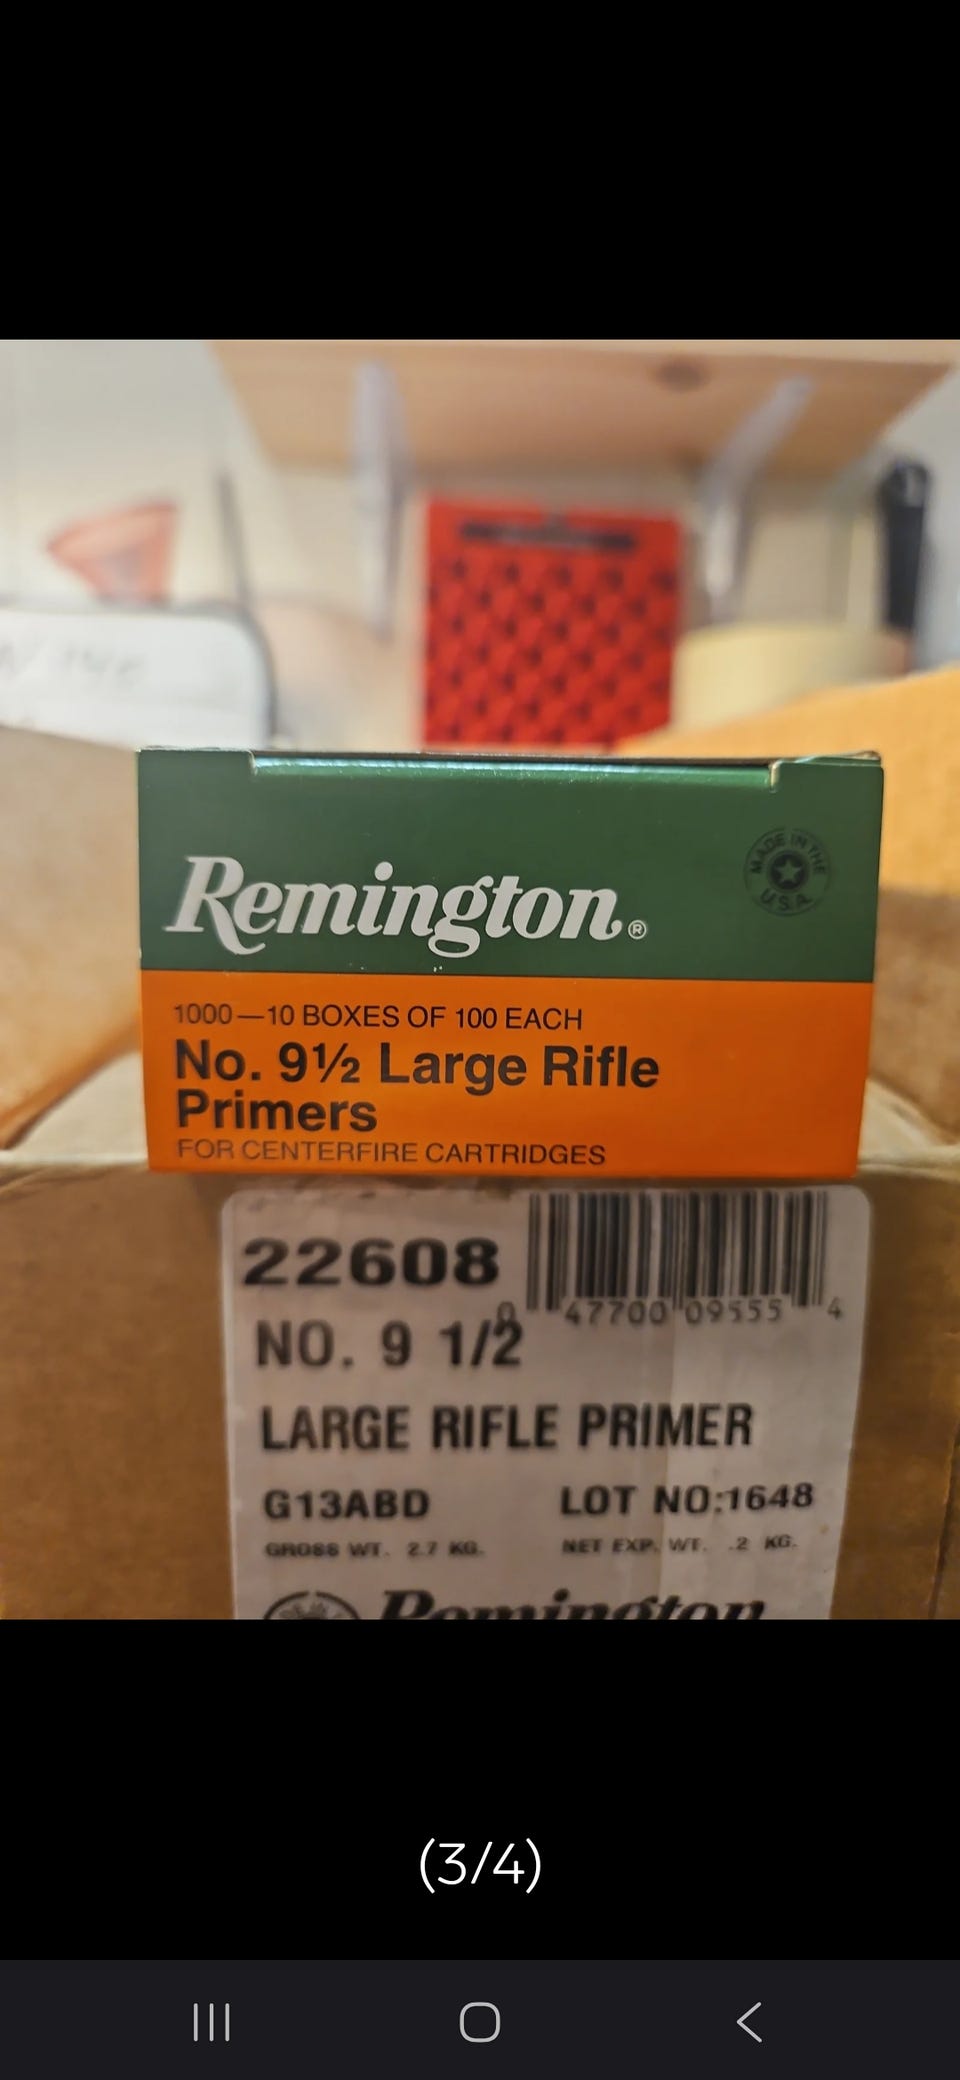 Remington®
MADE IN THE
U.S.A.
1000—10 BOXES OF 100 EACH
No. 9½ Large Rifle
Primers
FOR CENTERFIRE CARTRIDGES
22608
0 47700 09555 4
NO. 9 1/2
LARGE RIFLE PRIMER
G13ABD LOT NO:1648
GROSS WT. 2.7 KG. NET EXP. WT. .2 KG.
Remington
(3/4)